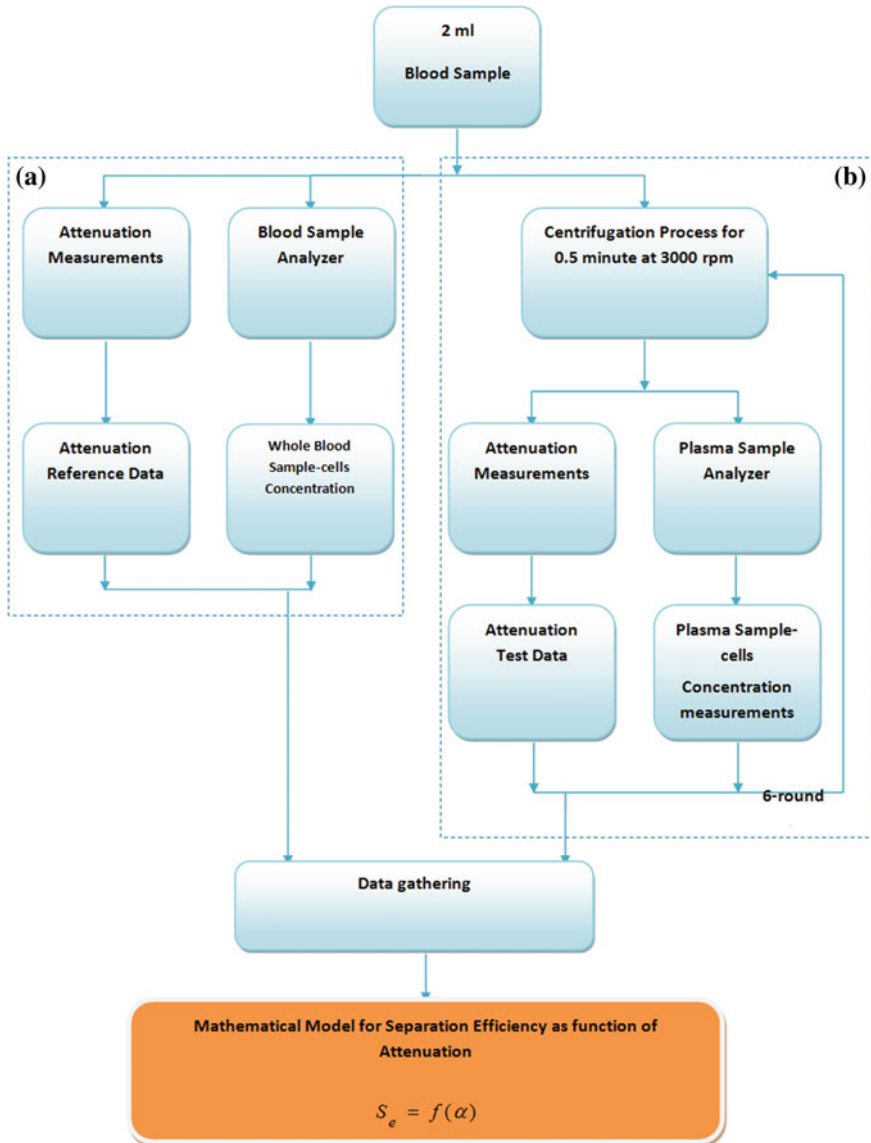 2 ml
Blood Sample
(a)
(b)
Attenuation
Measurements
Blood Sample
Analyzer
Centrifugation Process for
0.5 minute at 3000 rpm
Attenuation
Reference Data
Whole Blood
Sample-cells
Concentration
Attenuation
Measurements
Plasma Sample
Analyzer
Attenuation
Test Data
Plasma Sample-
cells
Concentration
measurements
6-round
Data gathering
Mathematical Model for Separation Efficiency as function of
Attenuation
S_e = f(α)